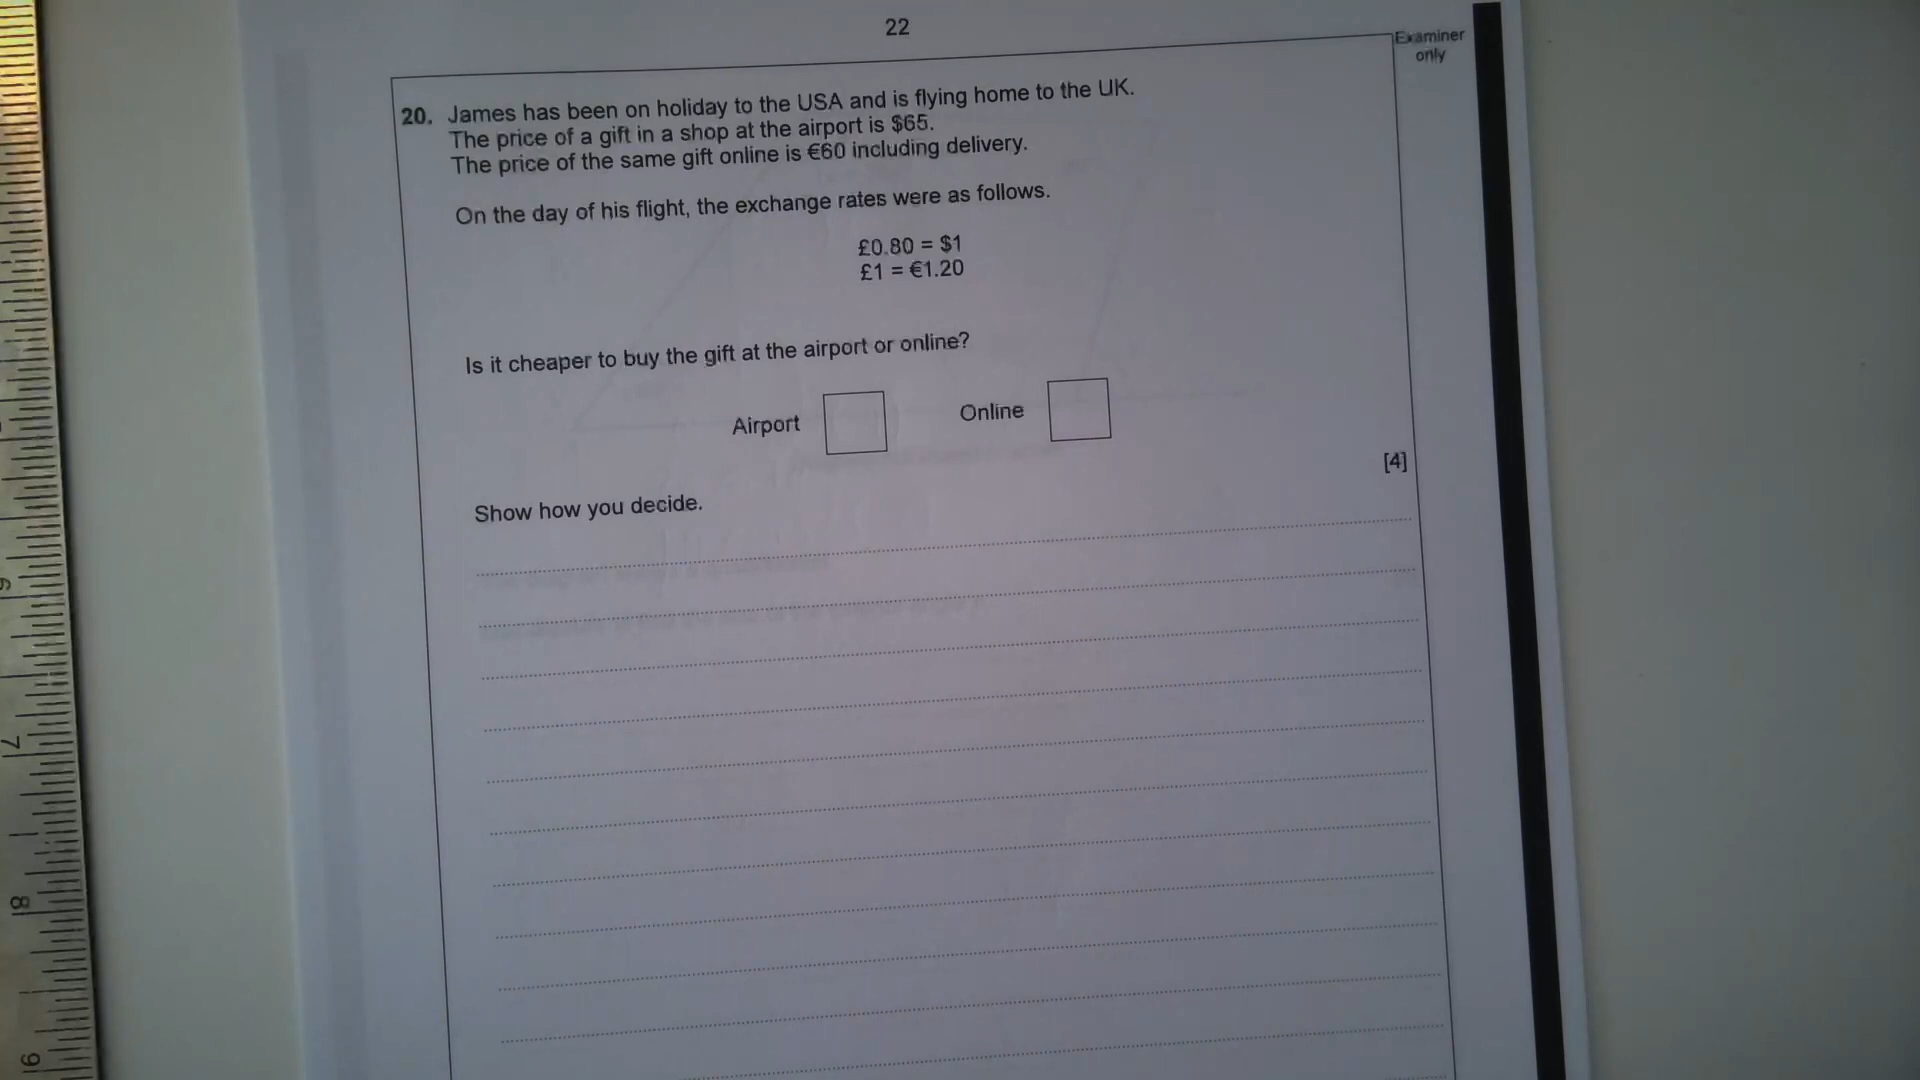 22
Examiner
only
20. James has been on holiday to the USA and is flying home to the UK.
The price of a gift in a shop at the airport is $65.
The price of the same gift online is €60 including delivery.
On the day of his flight, the exchange rates were as follows.
£0.80 = $1
£1 = €1.20
Is it cheaper to buy the gift at the airport or online?
Airport Online
[4]
Show how you decide.
6
7
8
9